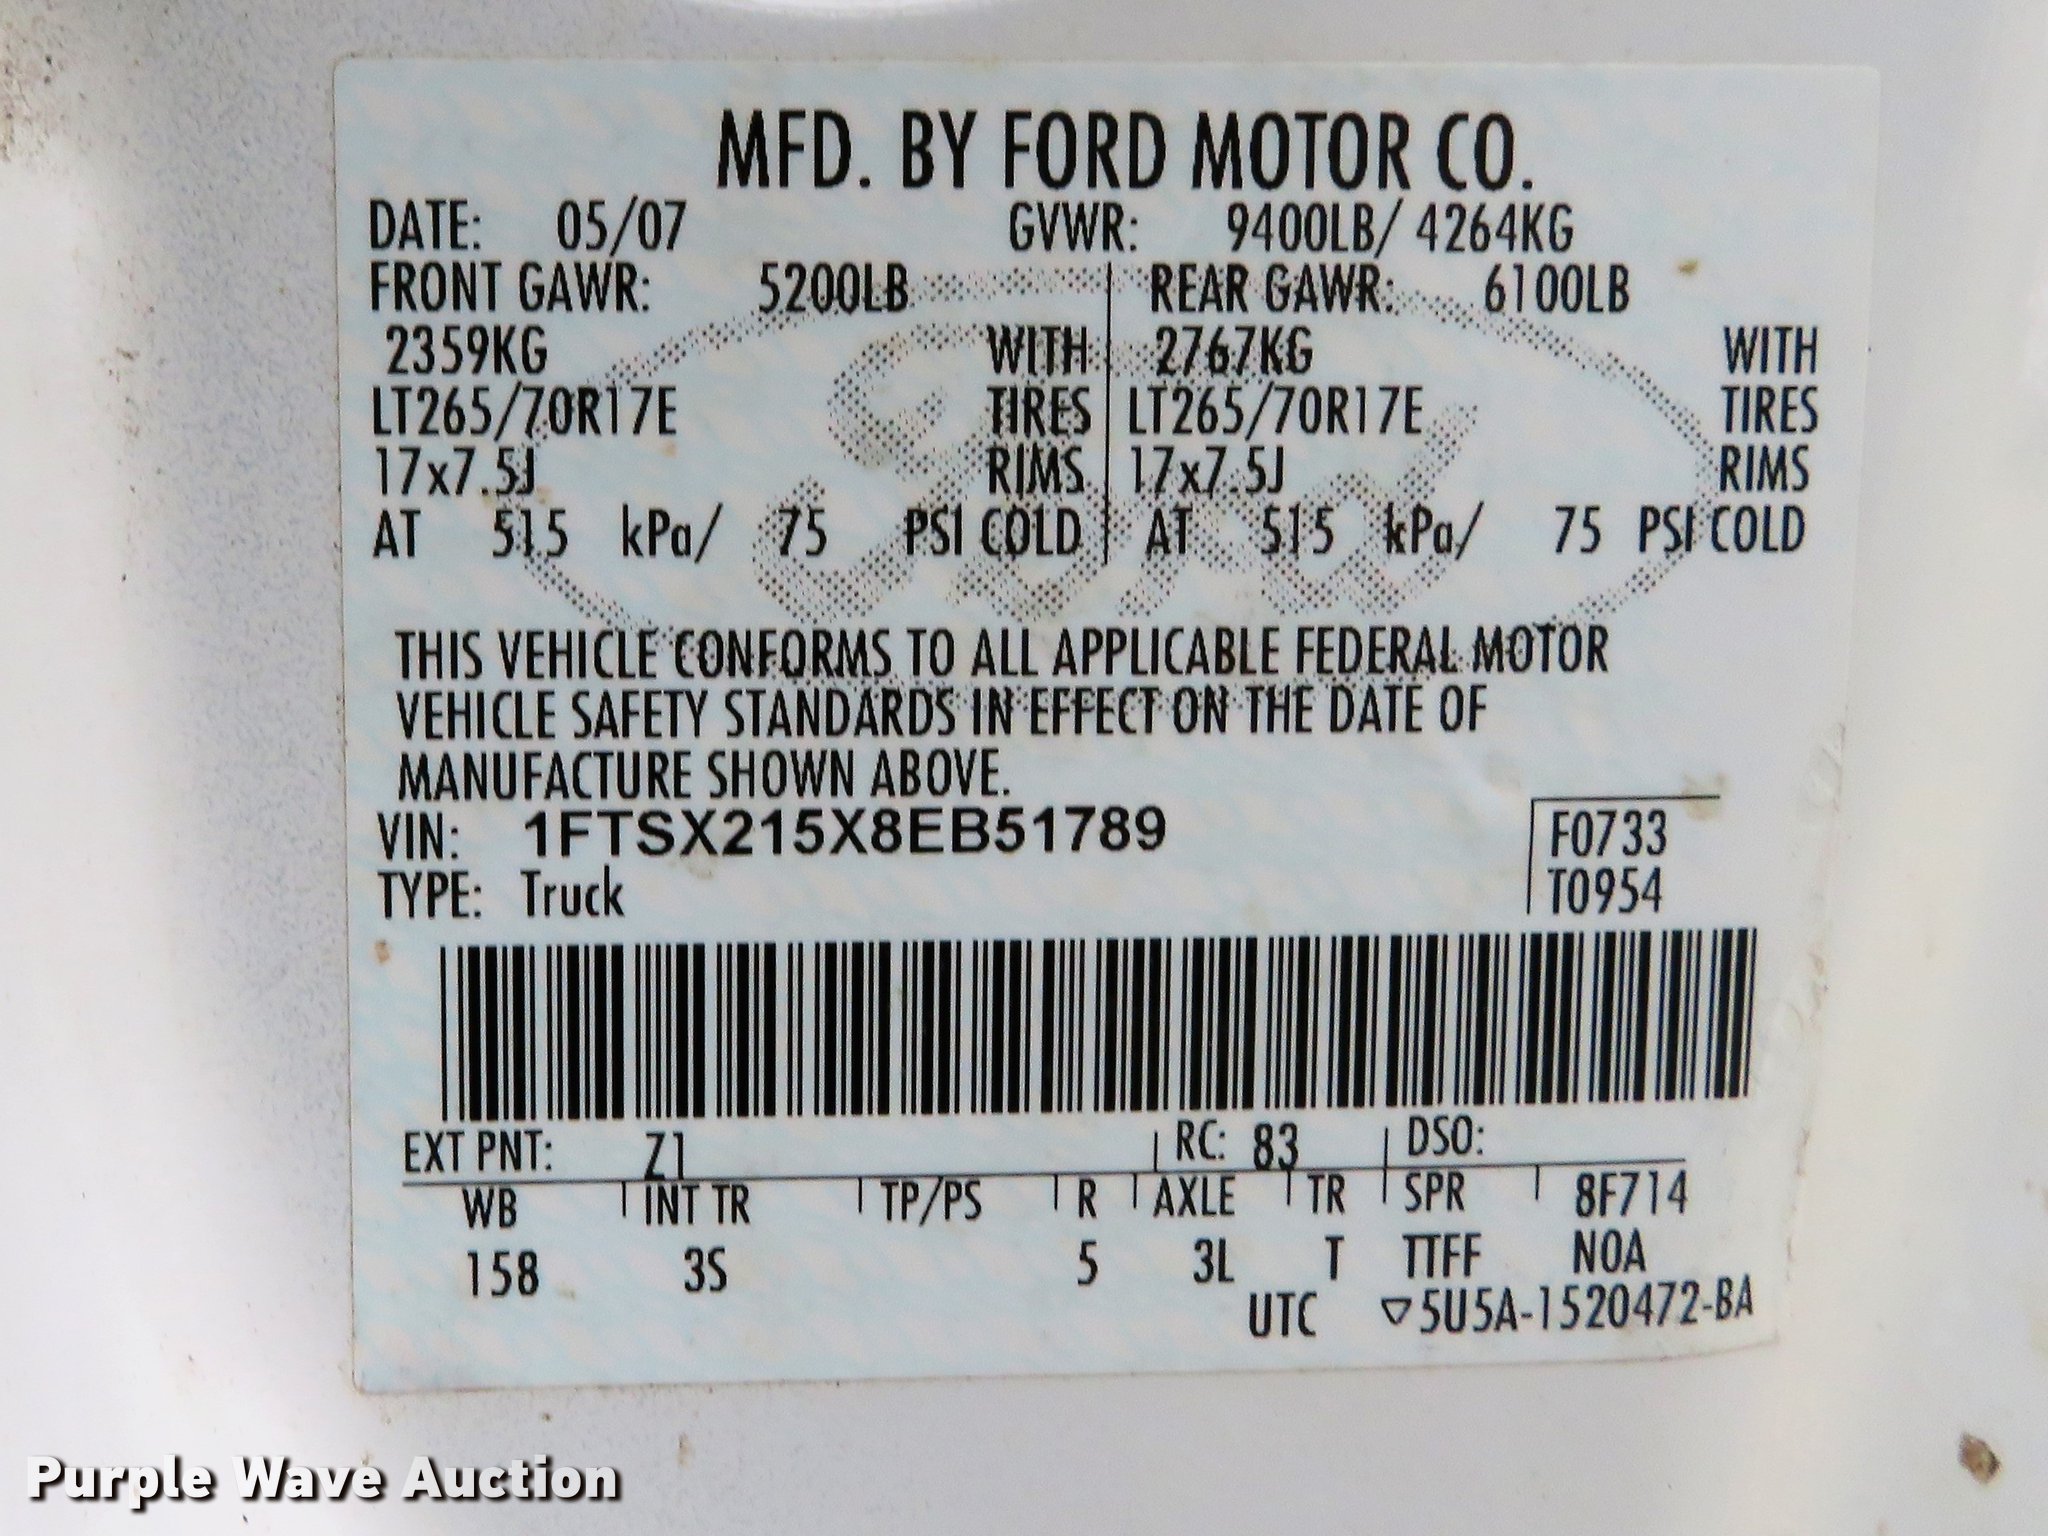 MFD. BY FORD MOTOR CO.
DATE: 05/07 GVWR: 9400LB/ 4264KG
FRONT GAWR: 5200LB REAR GAWR: 6100LB
2359KG WITH 2767KG WITH
LT265/70R17E TIRES LT265/70R17E TIRES
17x7.5J RIMS 17x7.5J RIMS
AT 515 kPa/ 75 PSI COLD AT 515 kPa/ 75 PSI COLD
Ford
THIS VEHICLE CONFORMS TO ALL APPLICABLE FEDERAL MOTOR
VEHICLE SAFETY STANDARDS IN EFFECT ON THE DATE OF
MANUFACTURE SHOWN ABOVE.
VIN: 1FTSX215X8EB51789 F0733
TYPE: Truck T0954
EXT PNT: Z1 RC: 83 DSO:
WB INT TR TP/PS R AXLE TR SPR 8F714
158 3S 5 3L T TTFF NOA
UTC ▽5U5A-1520472-BA
Purple Wave Auction